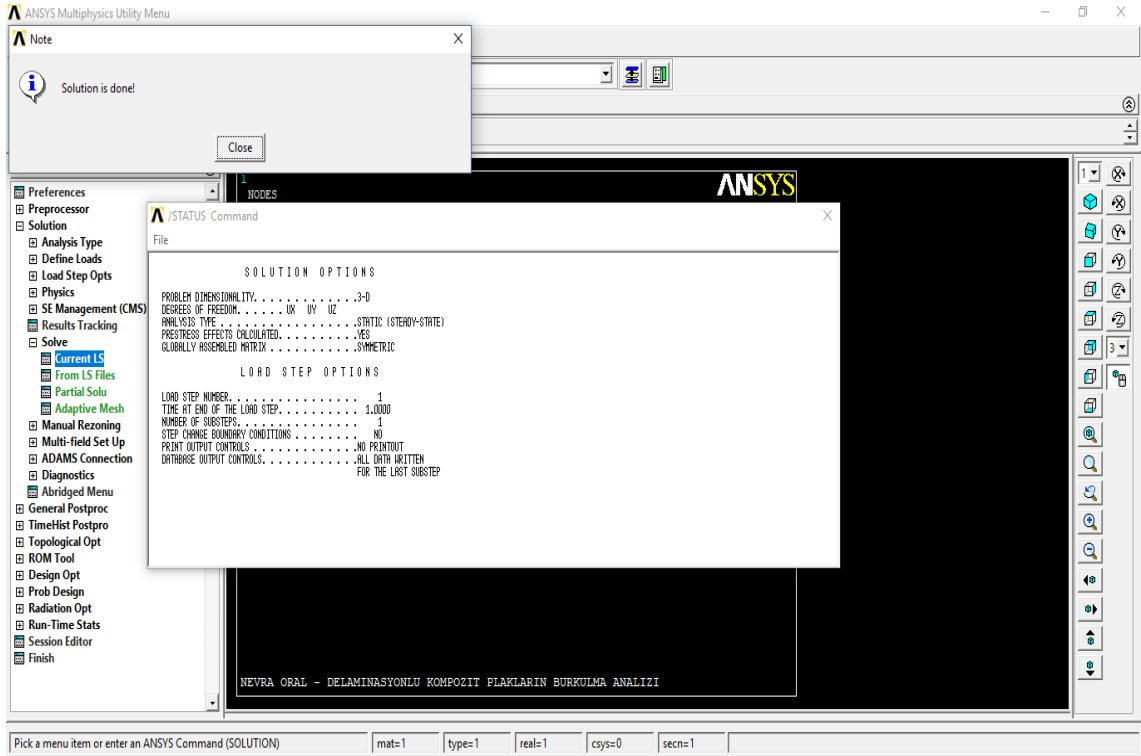 ANSYS Multiphysics Utility Menu
Note
Solution is done!
Close
1
NODES
ANSYS
1
3
Preferences
Preprocessor
Solution
Analysis Type
Define Loads
Load Step Opts
Physics
SE Management (CMS)
Results Tracking
Solve
Current LS
From LS Files
Partial Solu
Adaptive Mesh
Manual Rezoning
Multi-field Set Up
ADAMS Connection
Diagnostics
Abridged Menu
General Postproc
TimeHist Postpro
Topological Opt
ROM Tool
Design Opt
Prob Design
Radiation Opt
Run-Time Stats
Session Editor
Finish
/STATUS Command
File
SOLUTION OPTIONS
PROBLEM DIMENSIONALITY. . . . . . . . . . . . .3-D
DEGREES OF FREEDOM. . . . . . UX UY UZ
ANALYSIS TYPE . . . . . . . . . . . . . . . . .STATIC (STEADY-STATE)
PRESTRESS EFFECTS CALCULATED. . . . . . . . . .YES
GLOBALLY ASSEMBLED MATRIX . . . . . . . . . . .SYMMETRIC
LOAD STEP OPTIONS
LOAD STEP NUMBER. . . . . . . . . . . . . . . . 1
TIME AT END OF THE LOAD STEP. . . . . . . . . . 1.0000
NUMBER OF SUBSTEPS. . . . . . . . . . . . . . . 1
STEP CHANGE BOUNDARY CONDITIONS . . . . . . . . NO
PRINT OUTPUT CONTROLS . . . . . . . . . . . . .NO PRINTOUT
DATABASE OUTPUT CONTROLS. . . . . . . . . . . .ALL DATA WRITTEN
FOR THE LAST SUBSTEP
NEVRA ORAL - DELAMINASYONLU KOMPOZIT PLAKLARIN BURKULMA ANALIZI
Pick a menu item or enter an ANSYS Command (SOLUTION)
mat=1
type=1
real=1
csys=0
secn=1